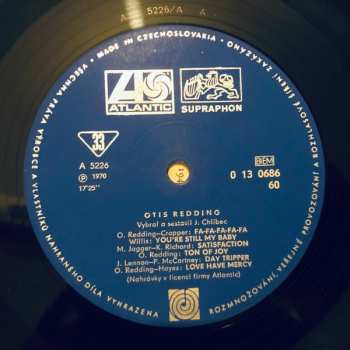 A 5226/A A
MADE IN CZECHOSLOVAKIA
VŠECHNA PRÁVA VÝROBCE A VLASTNÍKA NAHRANÉHO DÍLA VYHRAZENA
ROZMNOŽOVÁNÍ, VEŘEJNÉ PROVOZOVÁNÍ A ROZHLASOVÉ ŠÍŘENÍ ZAKÁZÁNO
ATLANTIC
SUPRAPHON
33
A 5226
BIEM
Ⓟ 1970
0 13 0686
17'25"
60
OTIS REDDING
Vybral a sestavil J. Chlíbec
O. Redding-Cropper: FA-FA-FA-FA-FA
Willis: YOU'RE STILL MY BABY
M. Jagger-K. Richard: SATISFACTION
O. Redding: TON OF JOY
J. Lennon-P. McCartney: DAY TRIPPER
O. Redding-Hayes: LOVE HAVE MERCY
(Nahrávky v licenci firmy Atlantic)